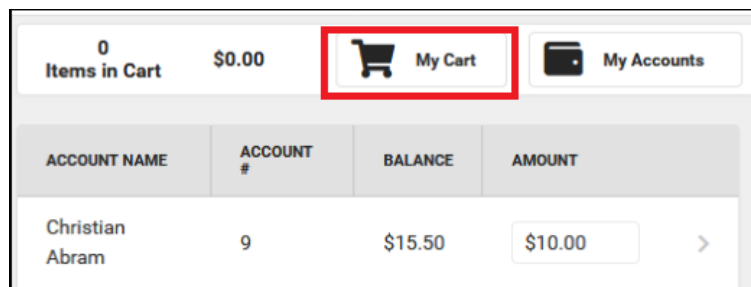 0
Items in Cart
$0.00
My Cart
My Accounts
ACCOUNT NAME
ACCOUNT
#
BALANCE
AMOUNT
Christian
Abram
9
$15.50
$10.00